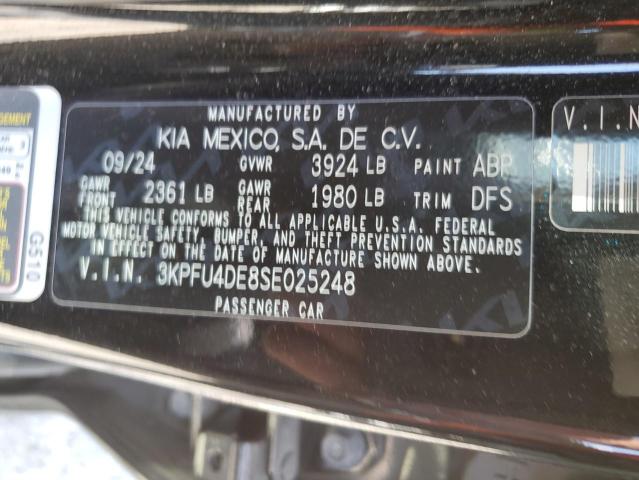 MANUFACTURED BY
KIA MEXICO, S.A. DE C.V.
09/24 GVWR 3924 LB PAINT ABP
GAWR FRONT 2361 LB GAWR REAR 1980 LB TRIM DFS
THIS VEHICLE CONFORMS TO ALL APPLICABLE U.S.A. FEDERAL
MOTOR VEHICLE SAFETY, BUMPER, AND THEFT PREVENTION STANDARDS
IN EFFECT ON THE DATE OF MANUFACTURE SHOWN ABOVE.
V.I.N. 3KPFU4DE8SE025248
PASSENGER CAR
G510
V.I.N